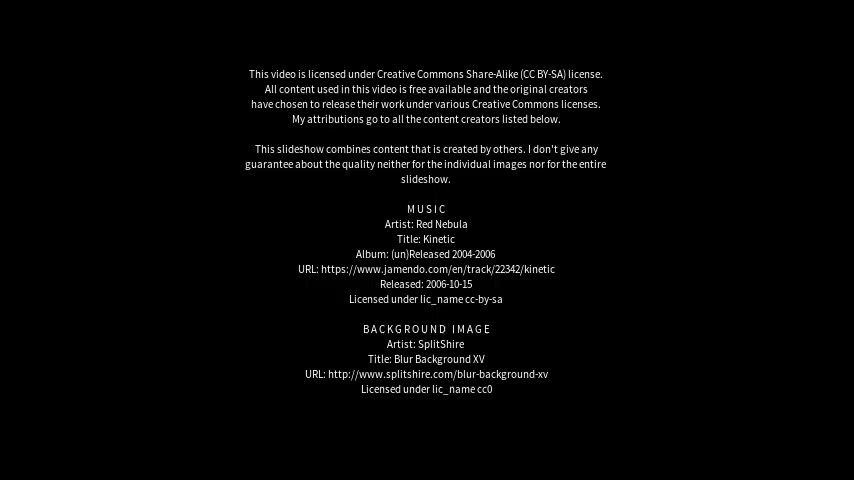 This video is licensed under Creative Commons Share-Alike (CC BY-SA) license.
All content used in this video is free available and the original creators
have chosen to release their work under various Creative Commons licenses.
My attributions go to all the content creators listed below.
This slideshow combines content that is created by others. I don't give any
guarantee about the quality neither for the individual images nor for the entire
slideshow.
MUSIC
Artist: Red Nebula
Title: Kinetic
Album: (un)Released 2004-2006
URL: https://www.jamendo.com/en/track/22342/kinetic
Released: 2006-10-15
Licensed under lic_name cc-by-sa
BACKGROUND IMAGE
Artist: SplitShire
Title: Blur Background XV
URL: http://www.splitshire.com/blur-background-xv
Licensed under lic_name cc0